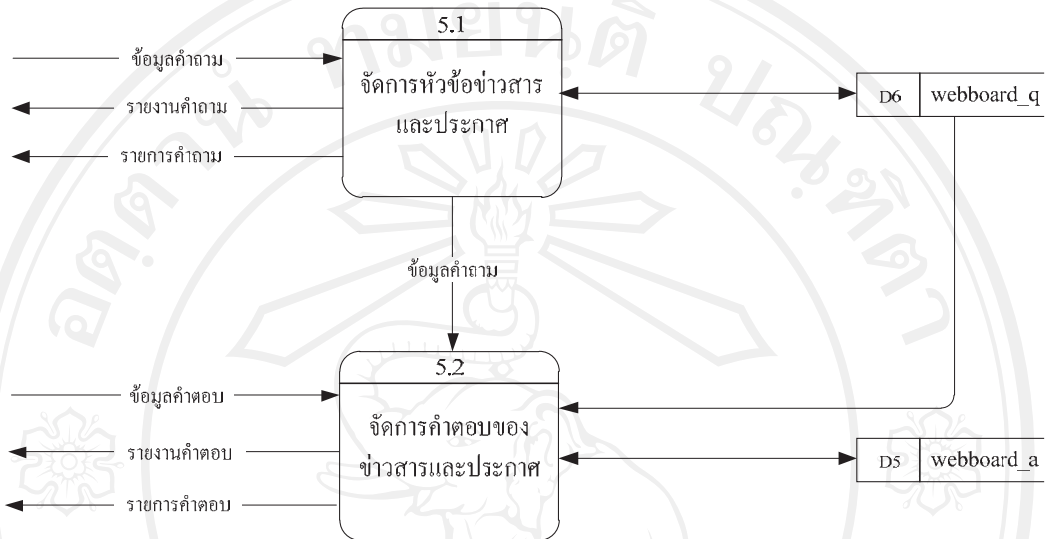 5.1
จัดการหัวข้อข่าวสาร
และประกาศ
ข้อมูลคำถาม
รายงานคำถาม
รายการคำถาม
D6 webboard_q
ข้อมูลคำถาม
5.2
จัดการคำตอบของ
ข่าวสารและประกาศ
ข้อมูลคำตอบ
รายงานคำตอบ
รายการคำตอบ
D5 webboard_a